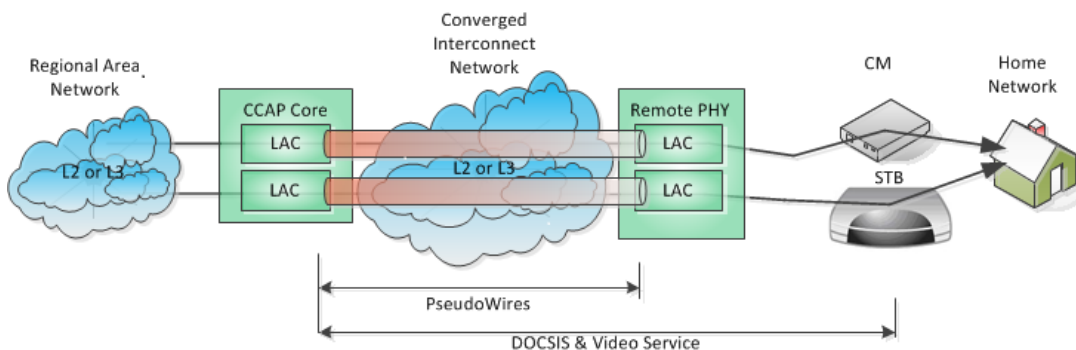 Converged
Interconnect
Network
Regional Area
Network
CM
Home
Network
CCAP Core
Remote PHY
LAC
LAC
L2 or L3
L2 or L3
STB
LAC
LAC
PseudoWires
DOCSIS & Video Service